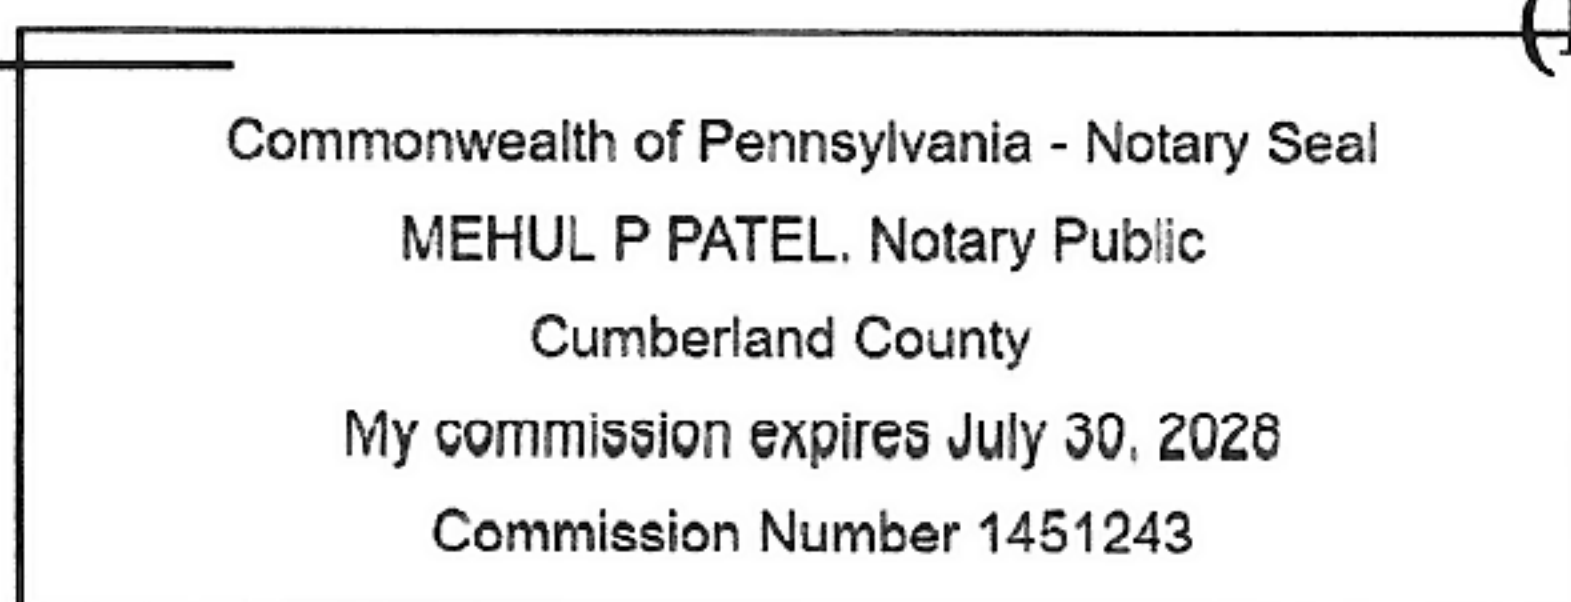 Commonwealth of Pennsylvania - Notary Seal
MEHUL P PATEL. Notary Public
Cumberland County
My commission expires July 30, 2028
Commission Number 1451243